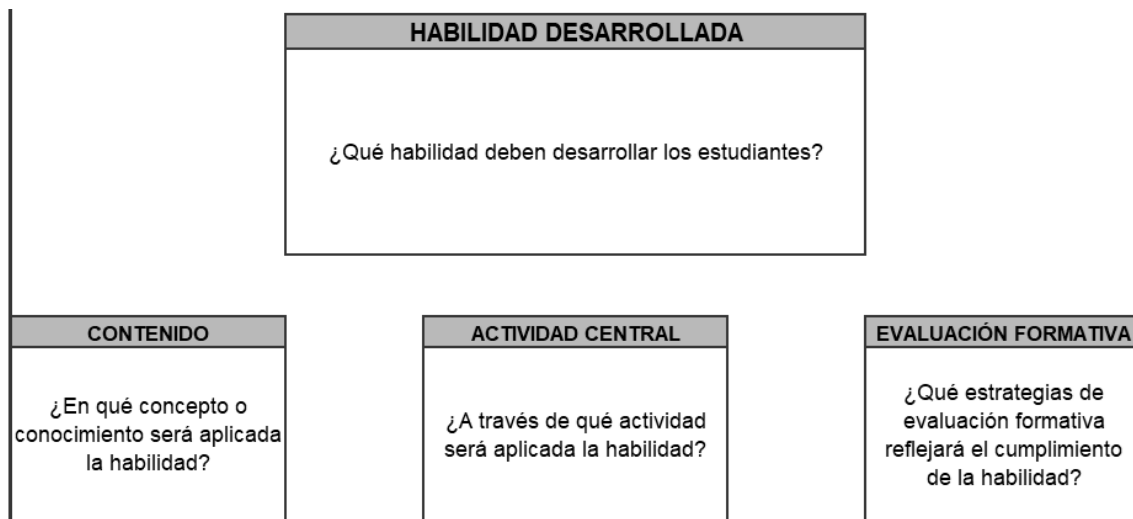 HABILIDAD DESARROLLADA
¿Qué habilidad deben desarrollar los estudiantes?
CONTENIDO
¿En qué concepto o
conocimiento será aplicada
la habilidad?
ACTIVIDAD CENTRAL
¿A través de qué actividad
será aplicada la habilidad?
EVALUACIÓN FORMATIVA
¿Qué estrategias de
evaluación formativa
reflejará el cumplimiento
de la habilidad?